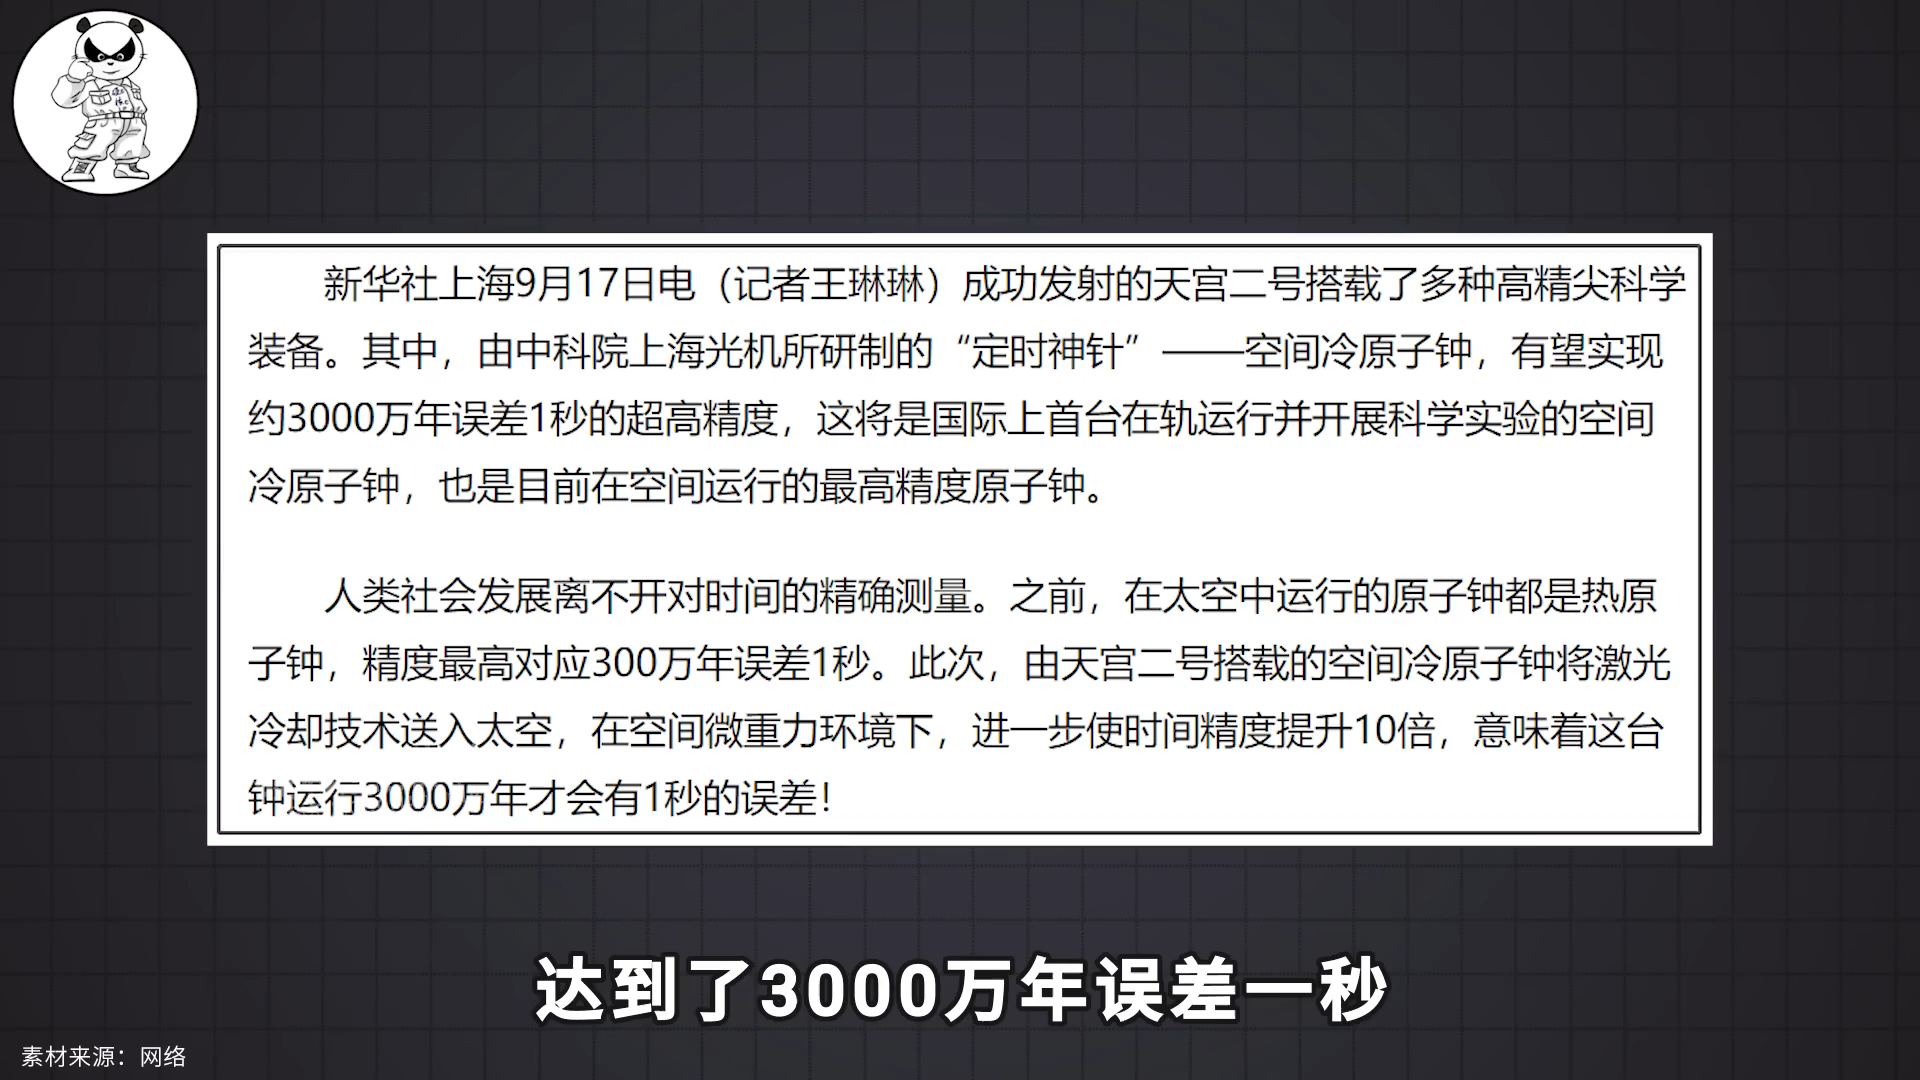 新华社上海9月17日电（记者王琳琳）成功发射的天宫二号搭载了多种高精尖科学
装备。其中，由中科院上海光机所研制的“定时神针”——空间冷原子钟，有望实现
约3000万年误差1秒的超高精度，这将是国际上首台在轨运行并开展科学实验的空间
冷原子钟，也是目前在空间运行的最高精度原子钟。
人类社会发展离不开对时间的精确测量。之前，在太空中运行的原子钟都是热原
子钟，精度最高对应300万年误差1秒。此次，由天宫二号搭载的空间冷原子钟将激光
冷却技术送入太空，在空间微重力环境下，进一步使时间精度提升10倍，意味着这台
钟运行3000万年才会有1秒的误差！
达到了3000万年误差一秒
素材来源：网络